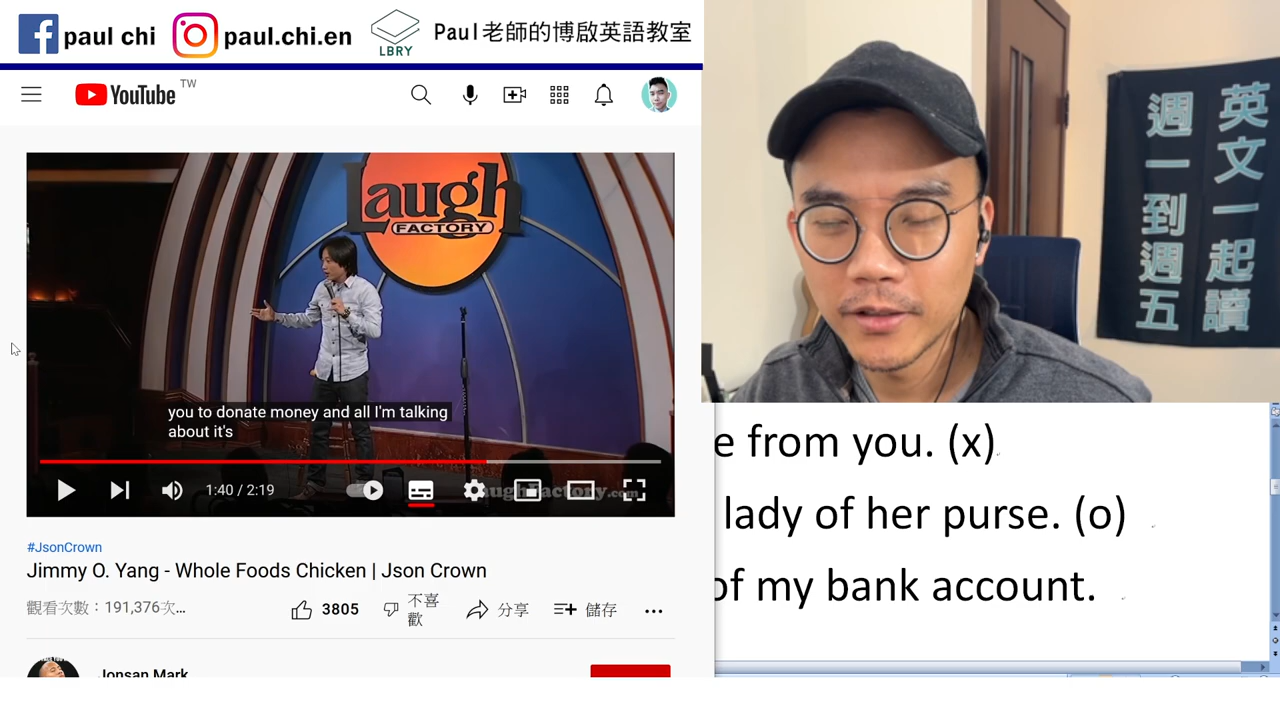 paul chi
paul.chi.en
LBRY
Paul老師的博啟英語教室
YouTube
TW
Laugh
FACTORY
you to donate money and all I'm talking
about it's
1:40 / 2:19
#JsonCrown
Jimmy O. Yang - Whole Foods Chicken | Json Crown
觀看次數：191,376次...
3805
不喜
歡
分享
儲存
Jonsan Mark
英文一起讀
週一到週五
e from you. (x)
lady of her purse. (o)
of my bank account.